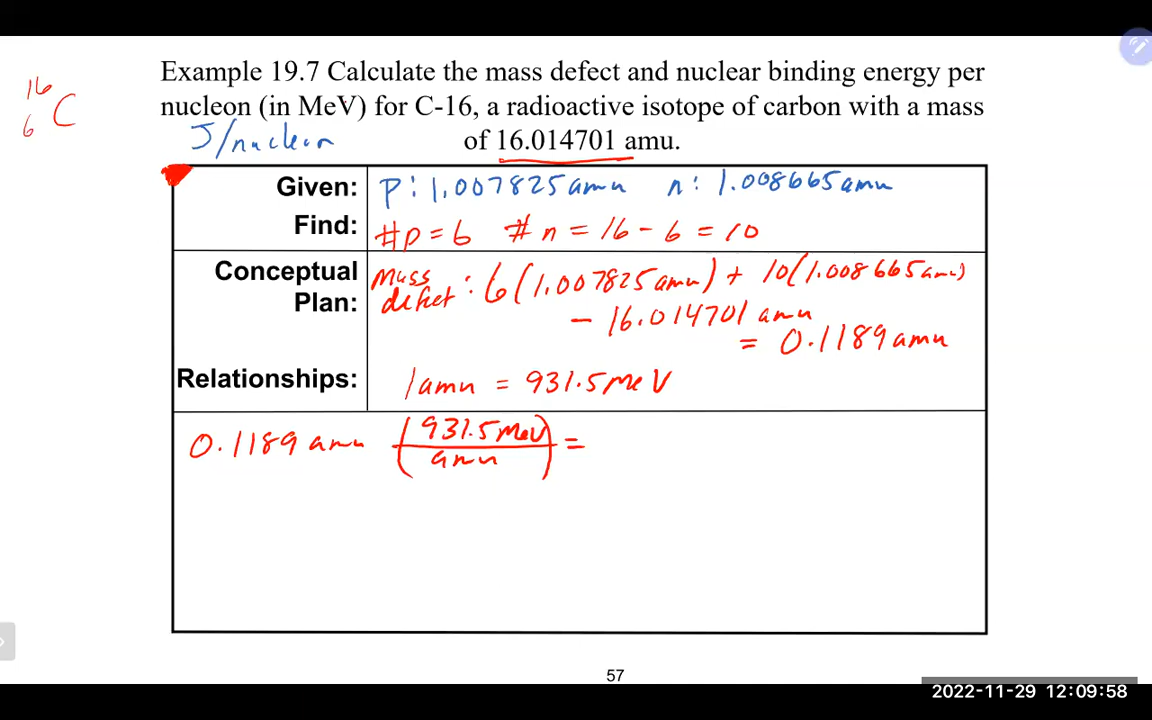 Example 19.7 Calculate the mass defect and nuclear binding energy per
16
6 C
nucleon (in MeV) for C-16, a radioactive isotope of carbon with a mass
J/nucleon
of 16.014701 amu.
Given: p : 1.007825 amu n : 1.008665 amu
Find: #p = 6 # n = 16 - 6 = 10
Conceptual
Plan:
mass
defect : 6(1.007825 amu) + 10(1.008665 amu)
- 16.014701 amu
= 0.1189 amu
Relationships: 1 amu = 931.5 MeV
0.1189 amu (931.5 MeV / amu) =
57
2022-11-29 12:09:58